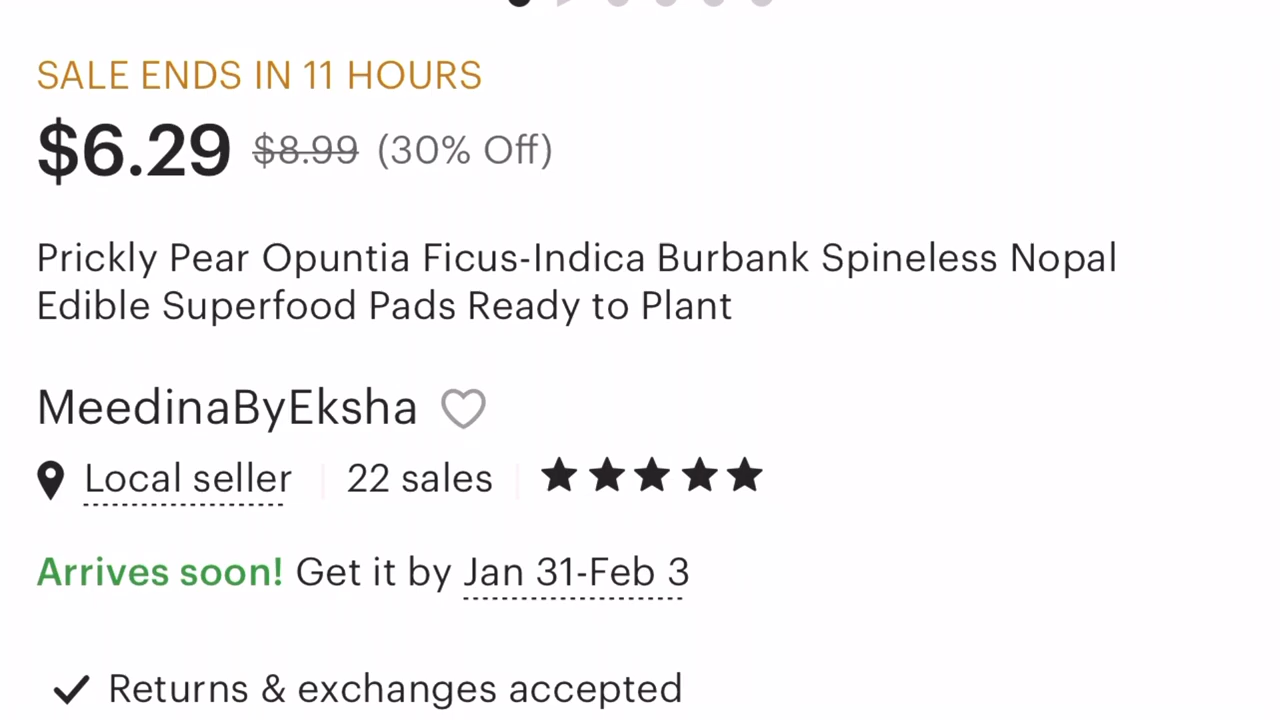 SALE ENDS IN 11 HOURS
$6.29 $8.99 (30% Off)
Prickly Pear Opuntia Ficus-Indica Burbank Spineless Nopal
Edible Superfood Pads Ready to Plant
MeedinaByEksha
Local seller 22 sales
Arrives soon! Get it by Jan 31-Feb 3
Returns & exchanges accepted